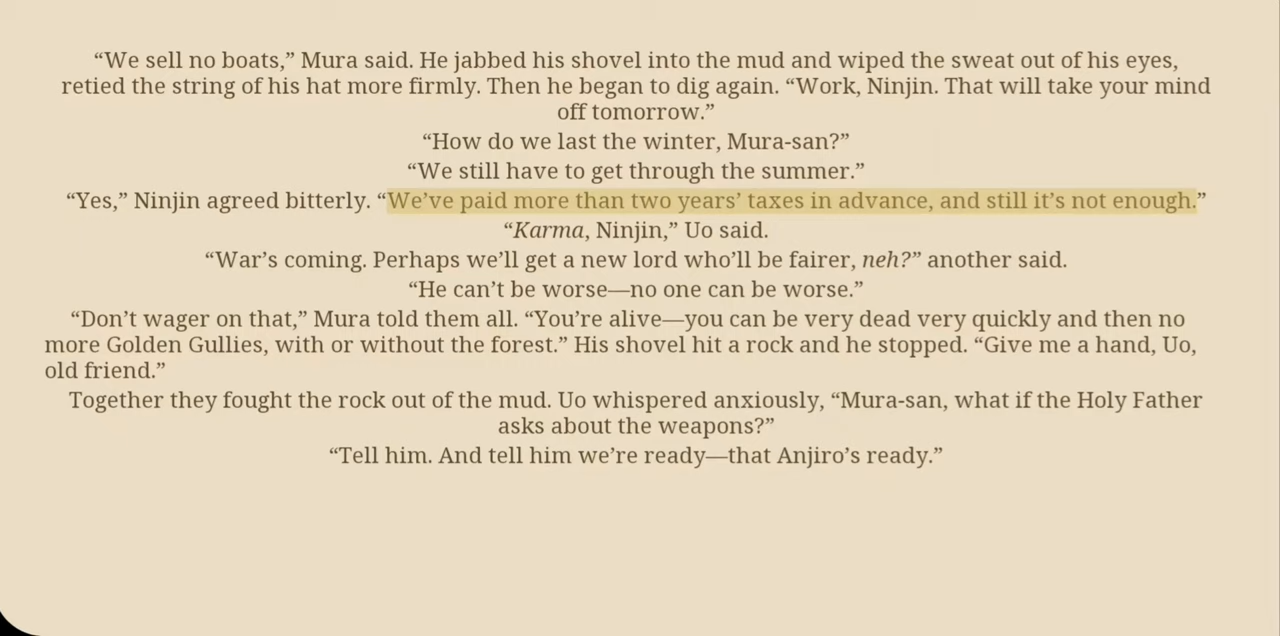 “We sell no boats,” Mura said. He jabbed his shovel into the mud and wiped the sweat out of his eyes,
retied the string of his hat more firmly. Then he began to dig again. “Work, Ninjin. That will take your mind
off tomorrow.”
“How do we last the winter, Mura-san?”
“We still have to get through the summer.”
“Yes,” Ninjin agreed bitterly. “We’ve paid more than two years’ taxes in advance, and still it’s not enough.”
“Karma, Ninjin,” Uo said.
“War’s coming. Perhaps we’ll get a new lord who’ll be fairer, neh?” another said.
“He can’t be worse—no one can be worse.”
“Don’t wager on that,” Mura told them all. “You’re alive—you can be very dead very quickly and then no
more Golden Gullies, with or without the forest.” His shovel hit a rock and he stopped. “Give me a hand, Uo,
old friend.”
Together they fought the rock out of the mud. Uo whispered anxiously, “Mura-san, what if the Holy Father
asks about the weapons?”
“Tell him. And tell him we’re ready—that Anjiro’s ready.”